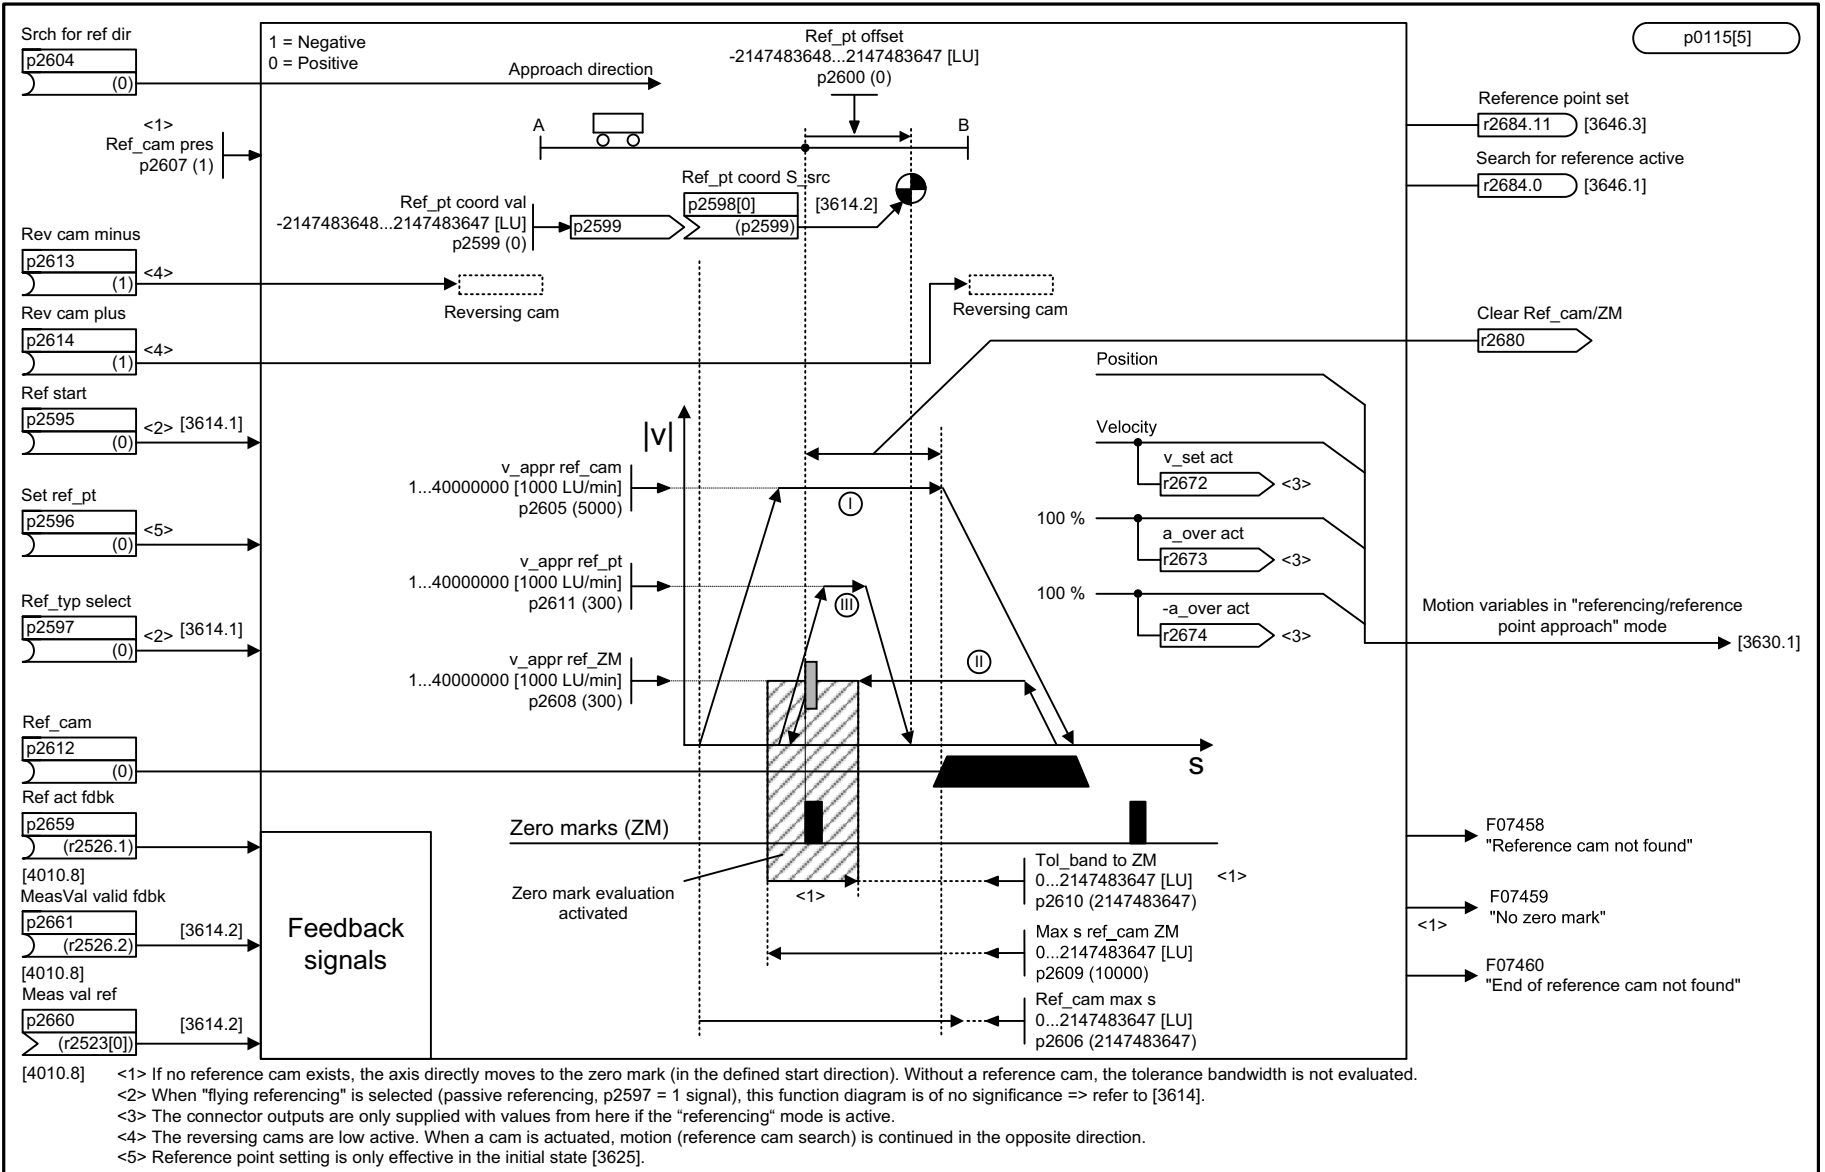 Srch for ref dir
p2604
(0)
1 = Negative
0 = Positive
Approach direction
Ref_pt offset
-2147483648...2147483647 [LU]
p2600 (0)
p0115[5]
<1>
Ref_cam pres
p2607 (1)
A
B
Reference point set
r2684.11
[3646.3]
Search for reference active
r2684.0
[3646.1]
Ref_pt coord val
-2147483648...2147483647 [LU]
p2599 (0)
p2599
Ref_pt coord S_src
p2598[0]
(p2599)
[3614.2]
Rev cam minus
p2613
(1)
<4>
Reversing cam
Reversing cam
Rev cam plus
p2614
(1)
<4>
Clear Ref_cam/ZM
r2680
Ref start
p2595
(0)
<2> [3614.1]
Position
Velocity
v_set act
r2672
<3>
100 %
a_over act
r2673
<3>
100 %
-a_over act
r2674
<3>
Motion variables in "referencing/reference
point approach" mode
[3630.1]
|v|
v_appr ref_cam
1...40000000 [1000 LU/min]
p2605 (5000)
I
Set ref_pt
p2596
(0)
<5>
v_appr ref_pt
1...40000000 [1000 LU/min]
p2611 (300)
III
Ref_typ select
p2597
(0)
<2> [3614.1]
v_appr ref_ZM
1...40000000 [1000 LU/min]
p2608 (300)
II
Ref_cam
p2612
(0)
s
Ref act fdbk
p2659
(r2526.1)
[4010.8]
MeasVal valid fdbk
p2661
(r2526.2)
[3614.2]
[4010.8]
Meas val ref
p2660
(r2523[0])
[3614.2]
[4010.8]
Feedback
signals
Zero marks (ZM)
Zero mark evaluation
activated
<1>
Tol_band to ZM
0...2147483647 [LU]
p2610 (2147483647)
<1>
Max s ref_cam ZM
0...2147483647 [LU]
p2609 (10000)
Ref_cam max s
0...2147483647 [LU]
p2606 (2147483647)
F07458
"Reference cam not found"
F07459
"No zero mark"
<1>
F07460
"End of reference cam not found"
<1> If no reference cam exists, the axis directly moves to the zero mark (in the defined start direction). Without a reference cam, the tolerance bandwidth is not evaluated.
<2> When "flying referencing" is selected (passive referencing, p2597 = 1 signal), this function diagram is of no significance => refer to [3614].
<3> The connector outputs are only supplied with values from here if the “referencing“ mode is active.
<4> The reversing cams are low active. When a cam is actuated, motion (reference cam search) is continued in the opposite direction.
<5> Reference point setting is only effective in the initial state [3625].